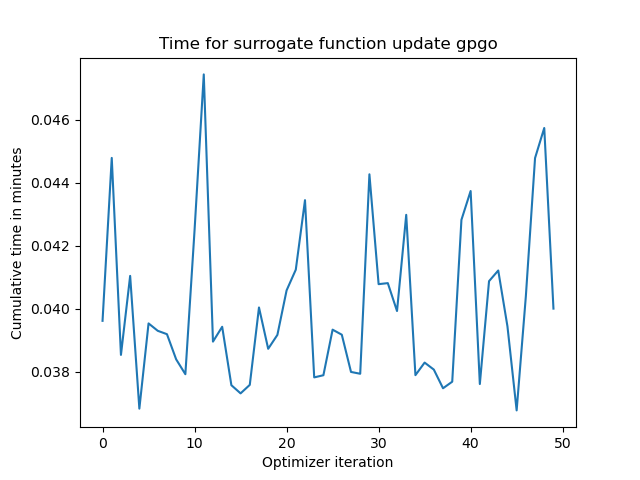 Time for surrogate function update gpgo
0.046
0.044
0.042
0.040
0.038
Cumulative time in minutes
0 10 20 30 40 50
Optimizer iteration